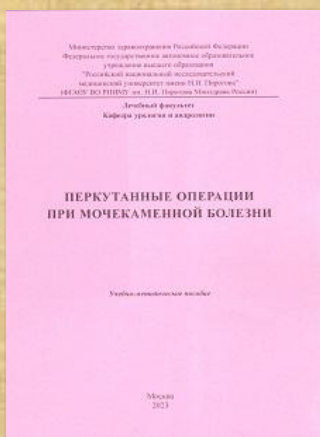 Министерство здравоохранения Российской Федерации
Федеральное государственное автономное образовательное
учреждение высшего образования
"Российский национальный исследовательский
медицинский университет имени Н.И. Пирогова"
(ФГАОУ ВО РНИМУ им. Н.И. Пирогова Минздрава России)
Лечебный факультет
Кафедра урологии и андрологии
ПЕРКУТАННЫЕ ОПЕРАЦИИ
ПРИ МОЧЕКАМЕННОЙ БОЛЕЗНИ
Учебно-методическое пособие
Москва
2023